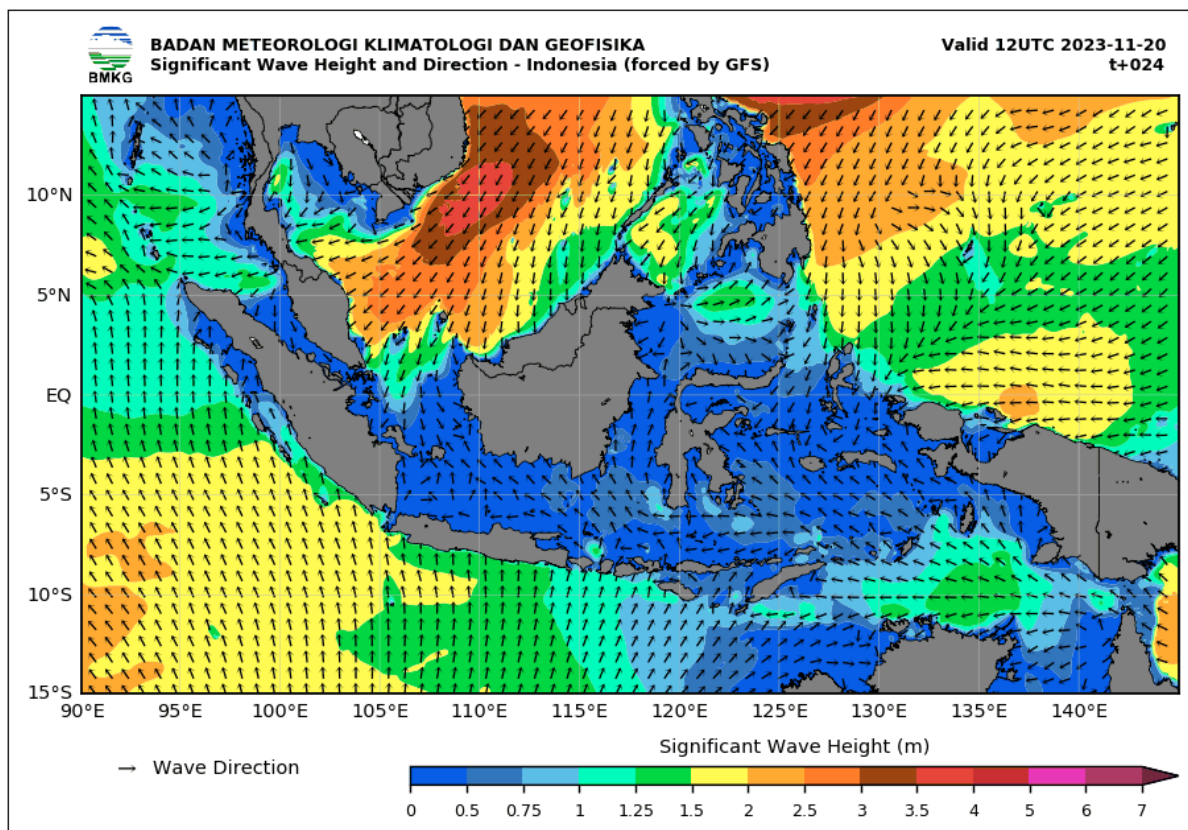 BMKG
BADAN METEOROLOGI KLIMATOLOGI DAN GEOFISIKA
Significant Wave Height and Direction - Indonesia (forced by GFS)
Valid 12UTC 2023-11-20
t+024
10°N
5°N
EQ
5°S
10°S
15°S
90°E 95°E 100°E 105°E 110°E 115°E 120°E 125°E 130°E 135°E 140°E
Wave Direction
Significant Wave Height (m)
0 0.5 0.75 1 1.25 1.5 2 2.5 3 3.5 4 5 6 7